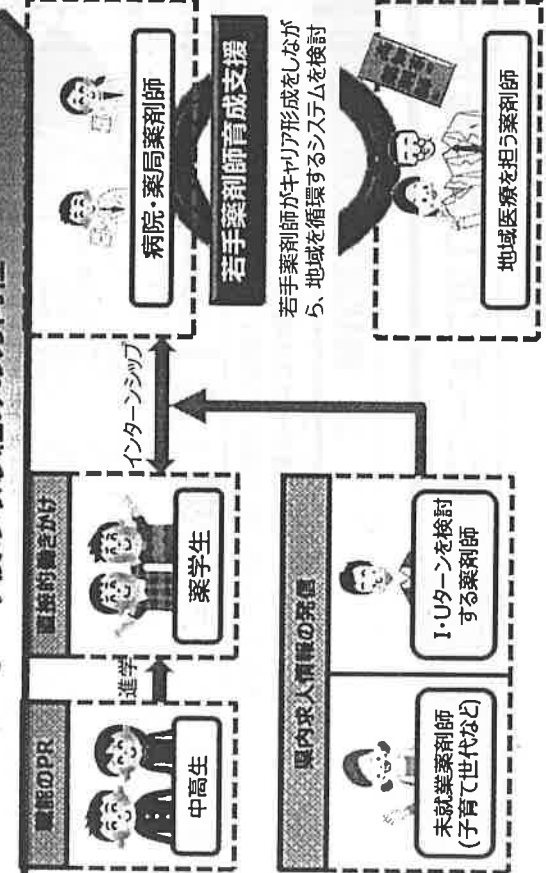 職能のPR
中高生
進学
直接的働きかけ
薬学生
インターンシップ
病院・薬局薬剤師
若手薬剤師育成支援
若手薬剤師がキャリア形成をしなが
ら、地域を循環するシステムを検討
地域医療を担う薬剤師
県内求人情報の発信
未就業薬剤師
(子育て世代など)
I・Uターンを検討
する薬剤師